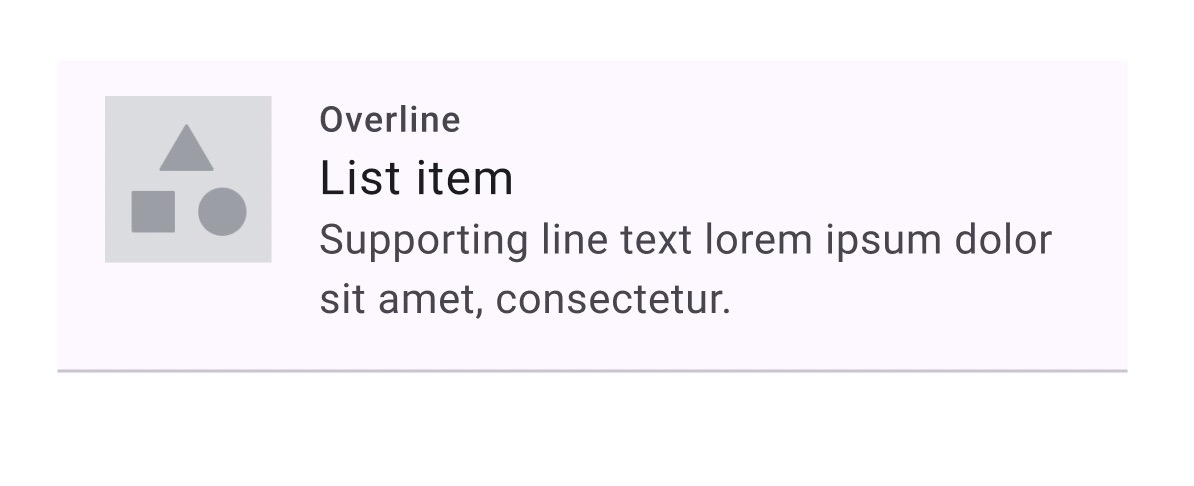 Overline
List item
Supporting line text lorem ipsum dolor
sit amet, consectetur.